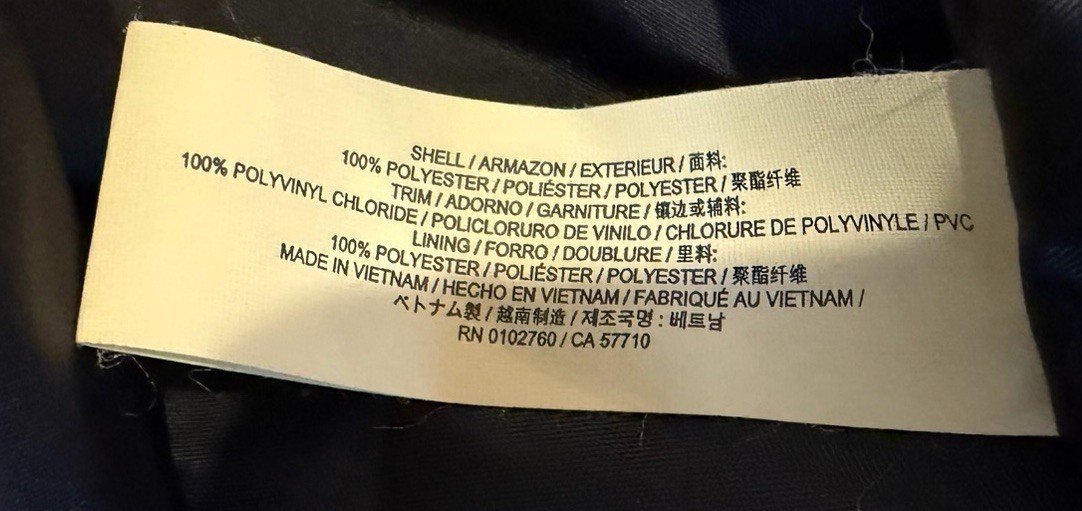 SHELL / ARMAZON / EXTERIEUR / 面料:
100% POLYESTER / POLIÉSTER / POLYESTER / 聚酯纤维
TRIM / ADORNO / GARNITURE / 镶边或辅料:
100% POLYVINYL CHLORIDE / POLICLORURO DE VINILO / CHLORURE DE POLYVINYLE / PVC
LINING / FORRO / DOUBLURE / 里料:
100% POLYESTER / POLIÉSTER / POLYESTER / 聚酯纤维
MADE IN VIETNAM / HECHO EN VIETNAM / FABRIQUÉ AU VIETNAM /
ベトナム製 / 越南制造 / 제조국명 : 베트남
RN 0102760 / CA 57710